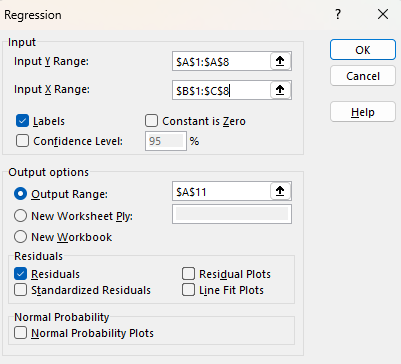 Regression ? ×
Input
Input Y Range: $A$1:$A$8
OK
Input X Range: $B$1:$C$8
Cancel
Labels Constant is Zero
Help
Confidence Level: 95 %
Output options
Output Range: $A$11
New Worksheet Ply:
New Workbook
Residuals
Residuals Residual Plots
Standardized Residuals Line Fit Plots
Normal Probability
Normal Probability Plots